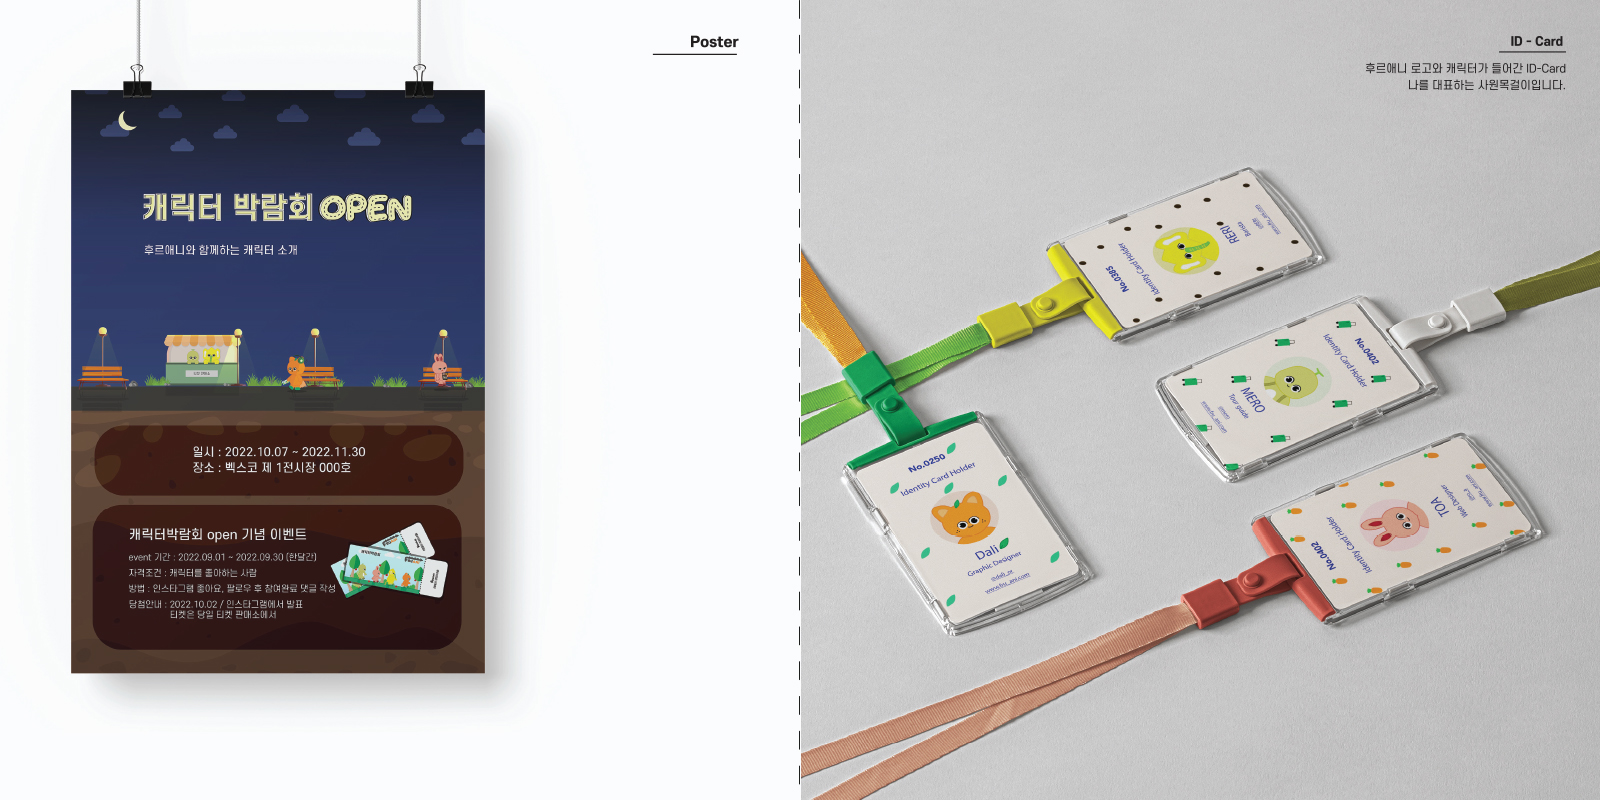 Poster
캐릭터 박람회 OPEN
후르애니와 함께하는 캐릭터 소개
일시 : 2022.10.07 ~ 2022.11.30
장소 : 벡스코 제 1전시장 000호
캐릭터박람회 open 기념 이벤트
event 기간 : 2022.09.01 ~ 2022.09.30 (한달간)
자격조건 : 캐릭터를 좋아하는 사람
방법 : 인스타그램 좋아요, 팔로우 후 참여완료 댓글 작성
당첨안내 : 2022.10.02 / 인스타그램에서 발표
티켓은 당일 티켓 판매소에서
ID - Card
후르애니 로고와 캐릭터가 들어간 ID-Card
나를 대표하는 사원목걸이입니다.
No.0385
Identity Card Holder
RERI
No.0402
Identity Card Holder
MERO
Tour guide
No.0250
Identity Card Holder
Dali
Graphic Designer
No.0402
Identity Card Holder
TOA
Web Designer